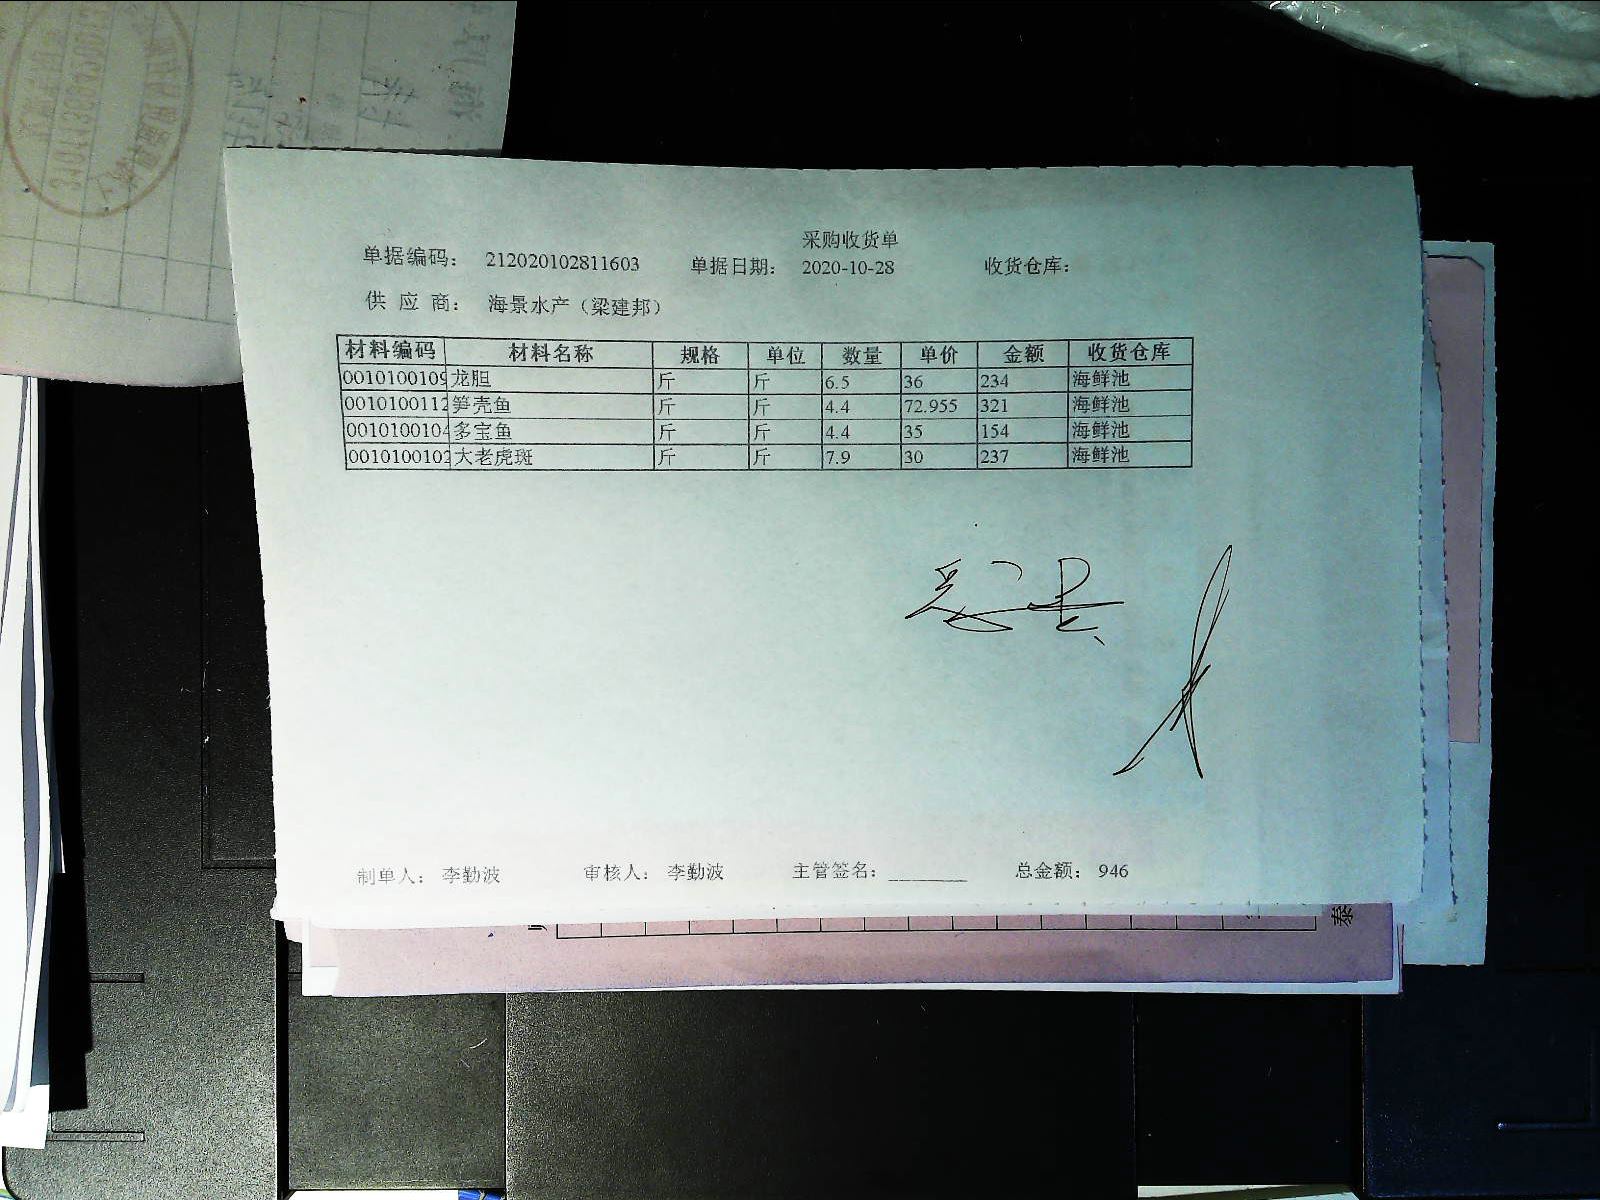 采购收货单
单据编码： 212020102811603 单据日期： 2020-10-28 收货仓库：
供 应 商： 海景水产（梁建邦）
材料编码 材料名称 规格 单位 数量 单价 金额 收货仓库
0010100109 龙胆 斤 斤 6.5 36 234 海鲜池
0010100112 笋壳鱼 斤 斤 4.4 72.955 321 海鲜池
0010100104 多宝鱼 斤 斤 4.4 35 154 海鲜池
0010100102 大老虎斑 斤 斤 7.9 30 237 海鲜池
制单人： 李勤波 审核人： 李勤波 主管签名：________ 总金额： 946
泰